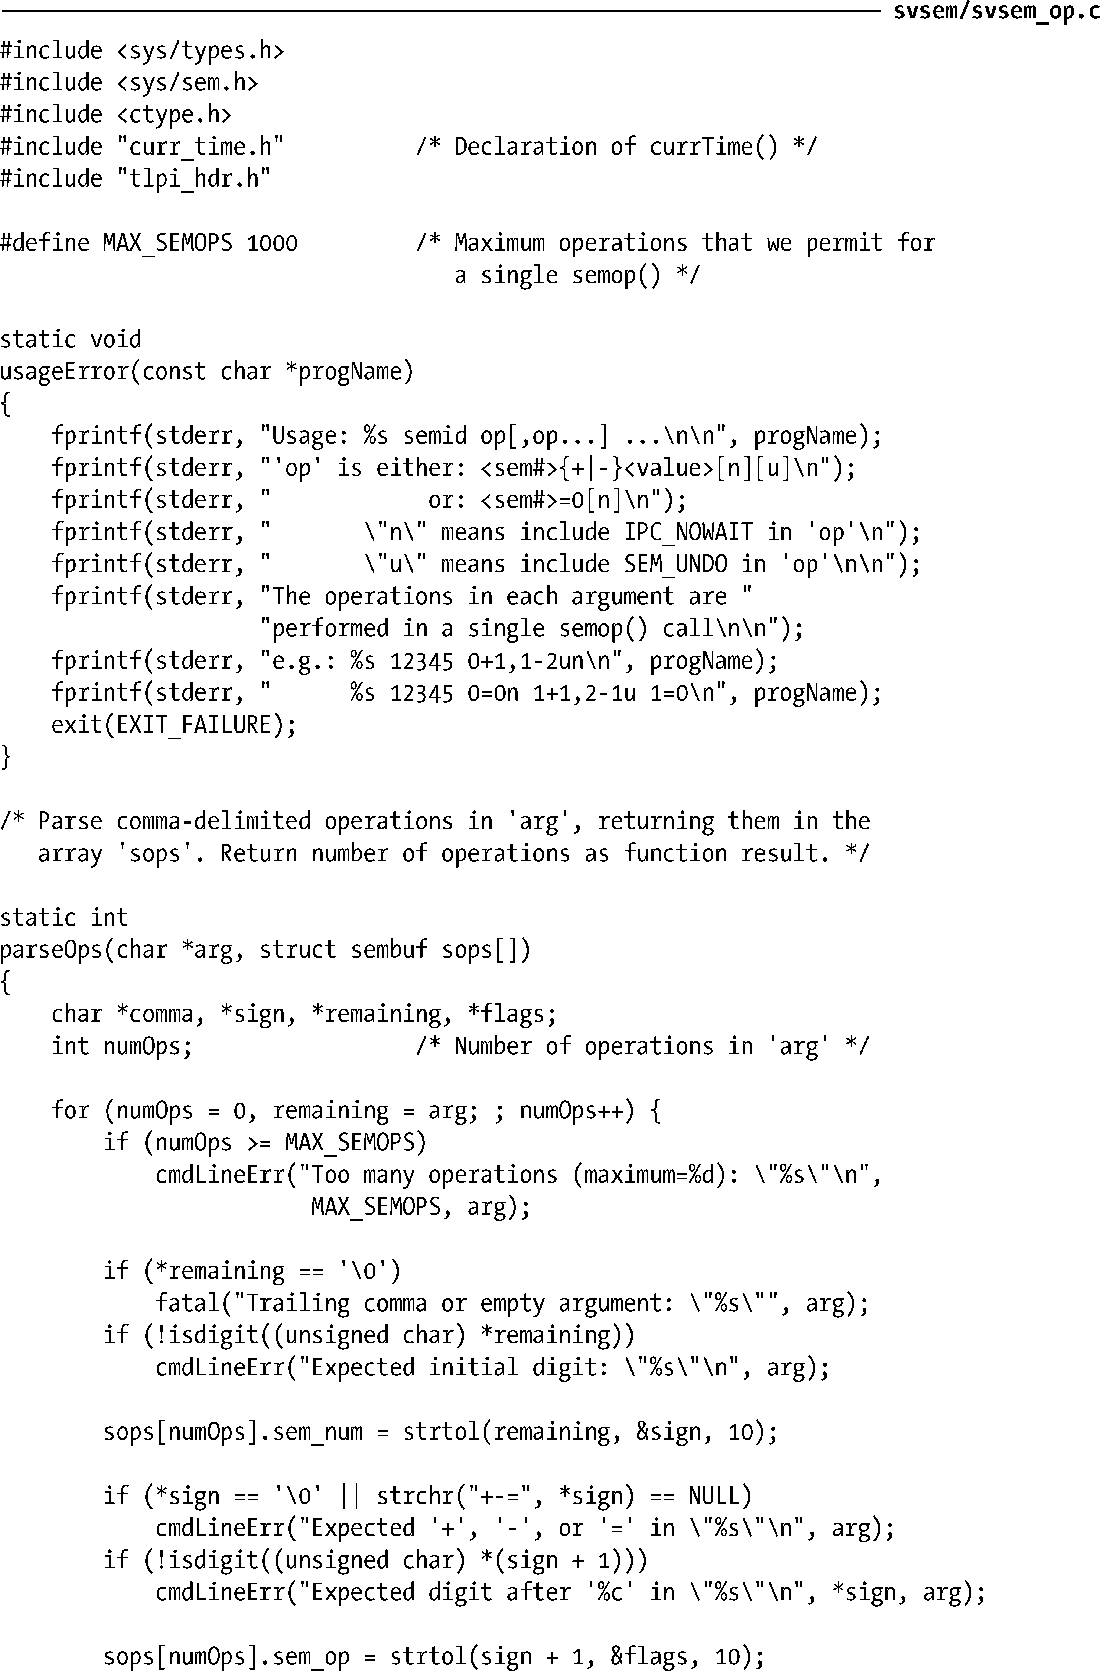 svsem/svsem_op.c
#include <sys/types.h>
#include <sys/sem.h>
#include <ctype.h>
#include "curr_time.h"          /* Declaration of currTime() */
#include "tlpi_hdr.h"

#define MAX_SEMOPS 1000         /* Maximum operations that we permit for
                                   a single semop() */

static void
usageError(const char *progName)
{
    fprintf(stderr, "Usage: %s semid op[,op...] ...\n\n", progName);
    fprintf(stderr, "'op' is either: <sem#>{+|-}<value>[n][u]\n");
    fprintf(stderr, "            or: <sem#>=0[n]\n");
    fprintf(stderr, "       \"n\" means include IPC_NOWAIT in 'op'\n");
    fprintf(stderr, "       \"u\" means include SEM_UNDO in 'op'\n\n");
    fprintf(stderr, "The operations in each argument are "
                    "performed in a single semop() call\n\n");
    fprintf(stderr, "e.g.: %s 12345 0+1,1-2un\n", progName);
    fprintf(stderr, "      %s 12345 0=0n 1+1,2-1u 1=0\n", progName);
    exit(EXIT_FAILURE);
}

/* Parse comma-delimited operations in 'arg', returning them in the
   array 'sops'. Return number of operations as function result. */

static int
parseOps(char *arg, struct sembuf sops[])
{
    char *comma, *sign, *remaining, *flags;
    int numOps;                 /* Number of operations in 'arg' */

    for (numOps = 0, remaining = arg; ; numOps++) {
        if (numOps >= MAX_SEMOPS)
            cmdLineErr("Too many operations (maximum=%d): \"%s\"\n",
                        MAX_SEMOPS, arg);

        if (*remaining == '\0')
            fatal("Trailing comma or empty argument: \"%s\"", arg);
        if (!isdigit((unsigned char) *remaining))
            cmdLineErr("Expected initial digit: \"%s\"\n", arg);

        sops[numOps].sem_num = strtol(remaining, &sign, 10);

        if (*sign == '\0' || strchr("+-=", *sign) == NULL)
            cmdLineErr("Expected '+', '-', or '=' in \"%s\"\n", arg);
        if (!isdigit((unsigned char) *(sign + 1)))
            cmdLineErr("Expected digit after '%c' in \"%s\"\n", *sign, arg);

        sops[numOps].sem_op = strtol(sign + 1, &flags, 10);